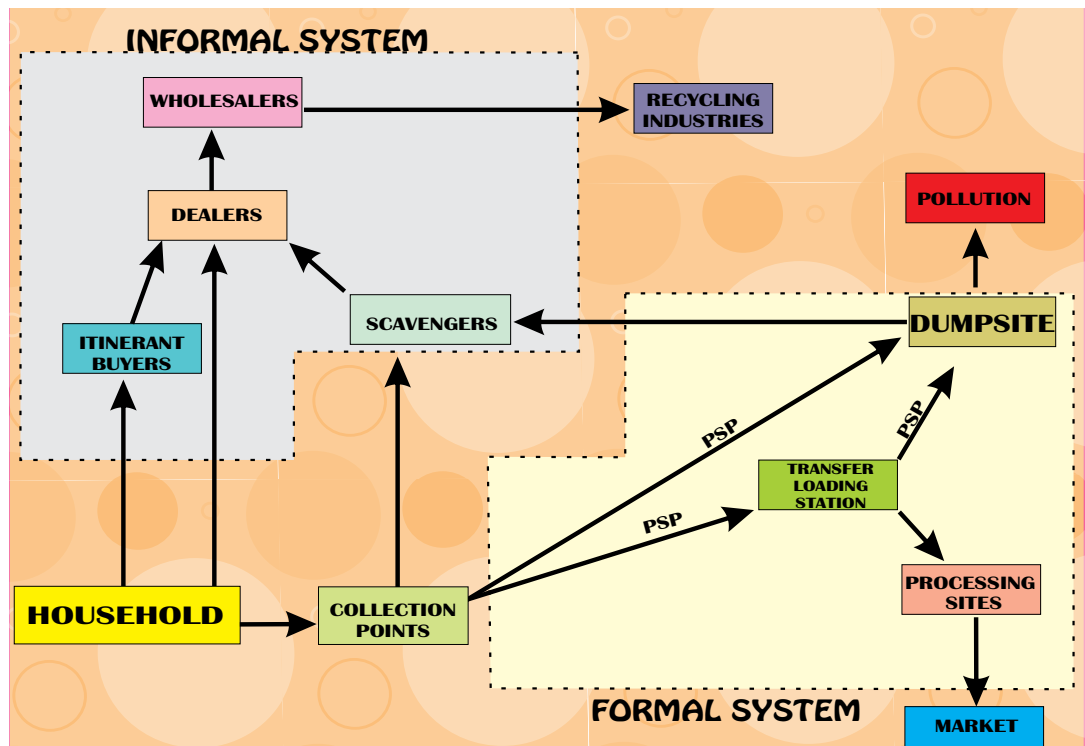 INFORMAL SYSTEM
WHOLESALERS
RECYCLING
INDUSTRIES
DEALERS
POLLUTION
SCAVENGERS
DUMPSITE
ITINERANT
BUYERS
PSP
PSP
TRANSFER
LOADING
STATION
PSP
PROCESSING
SITES
HOUSEHOLD
COLLECTION
POINTS
FORMAL SYSTEM
MARKET